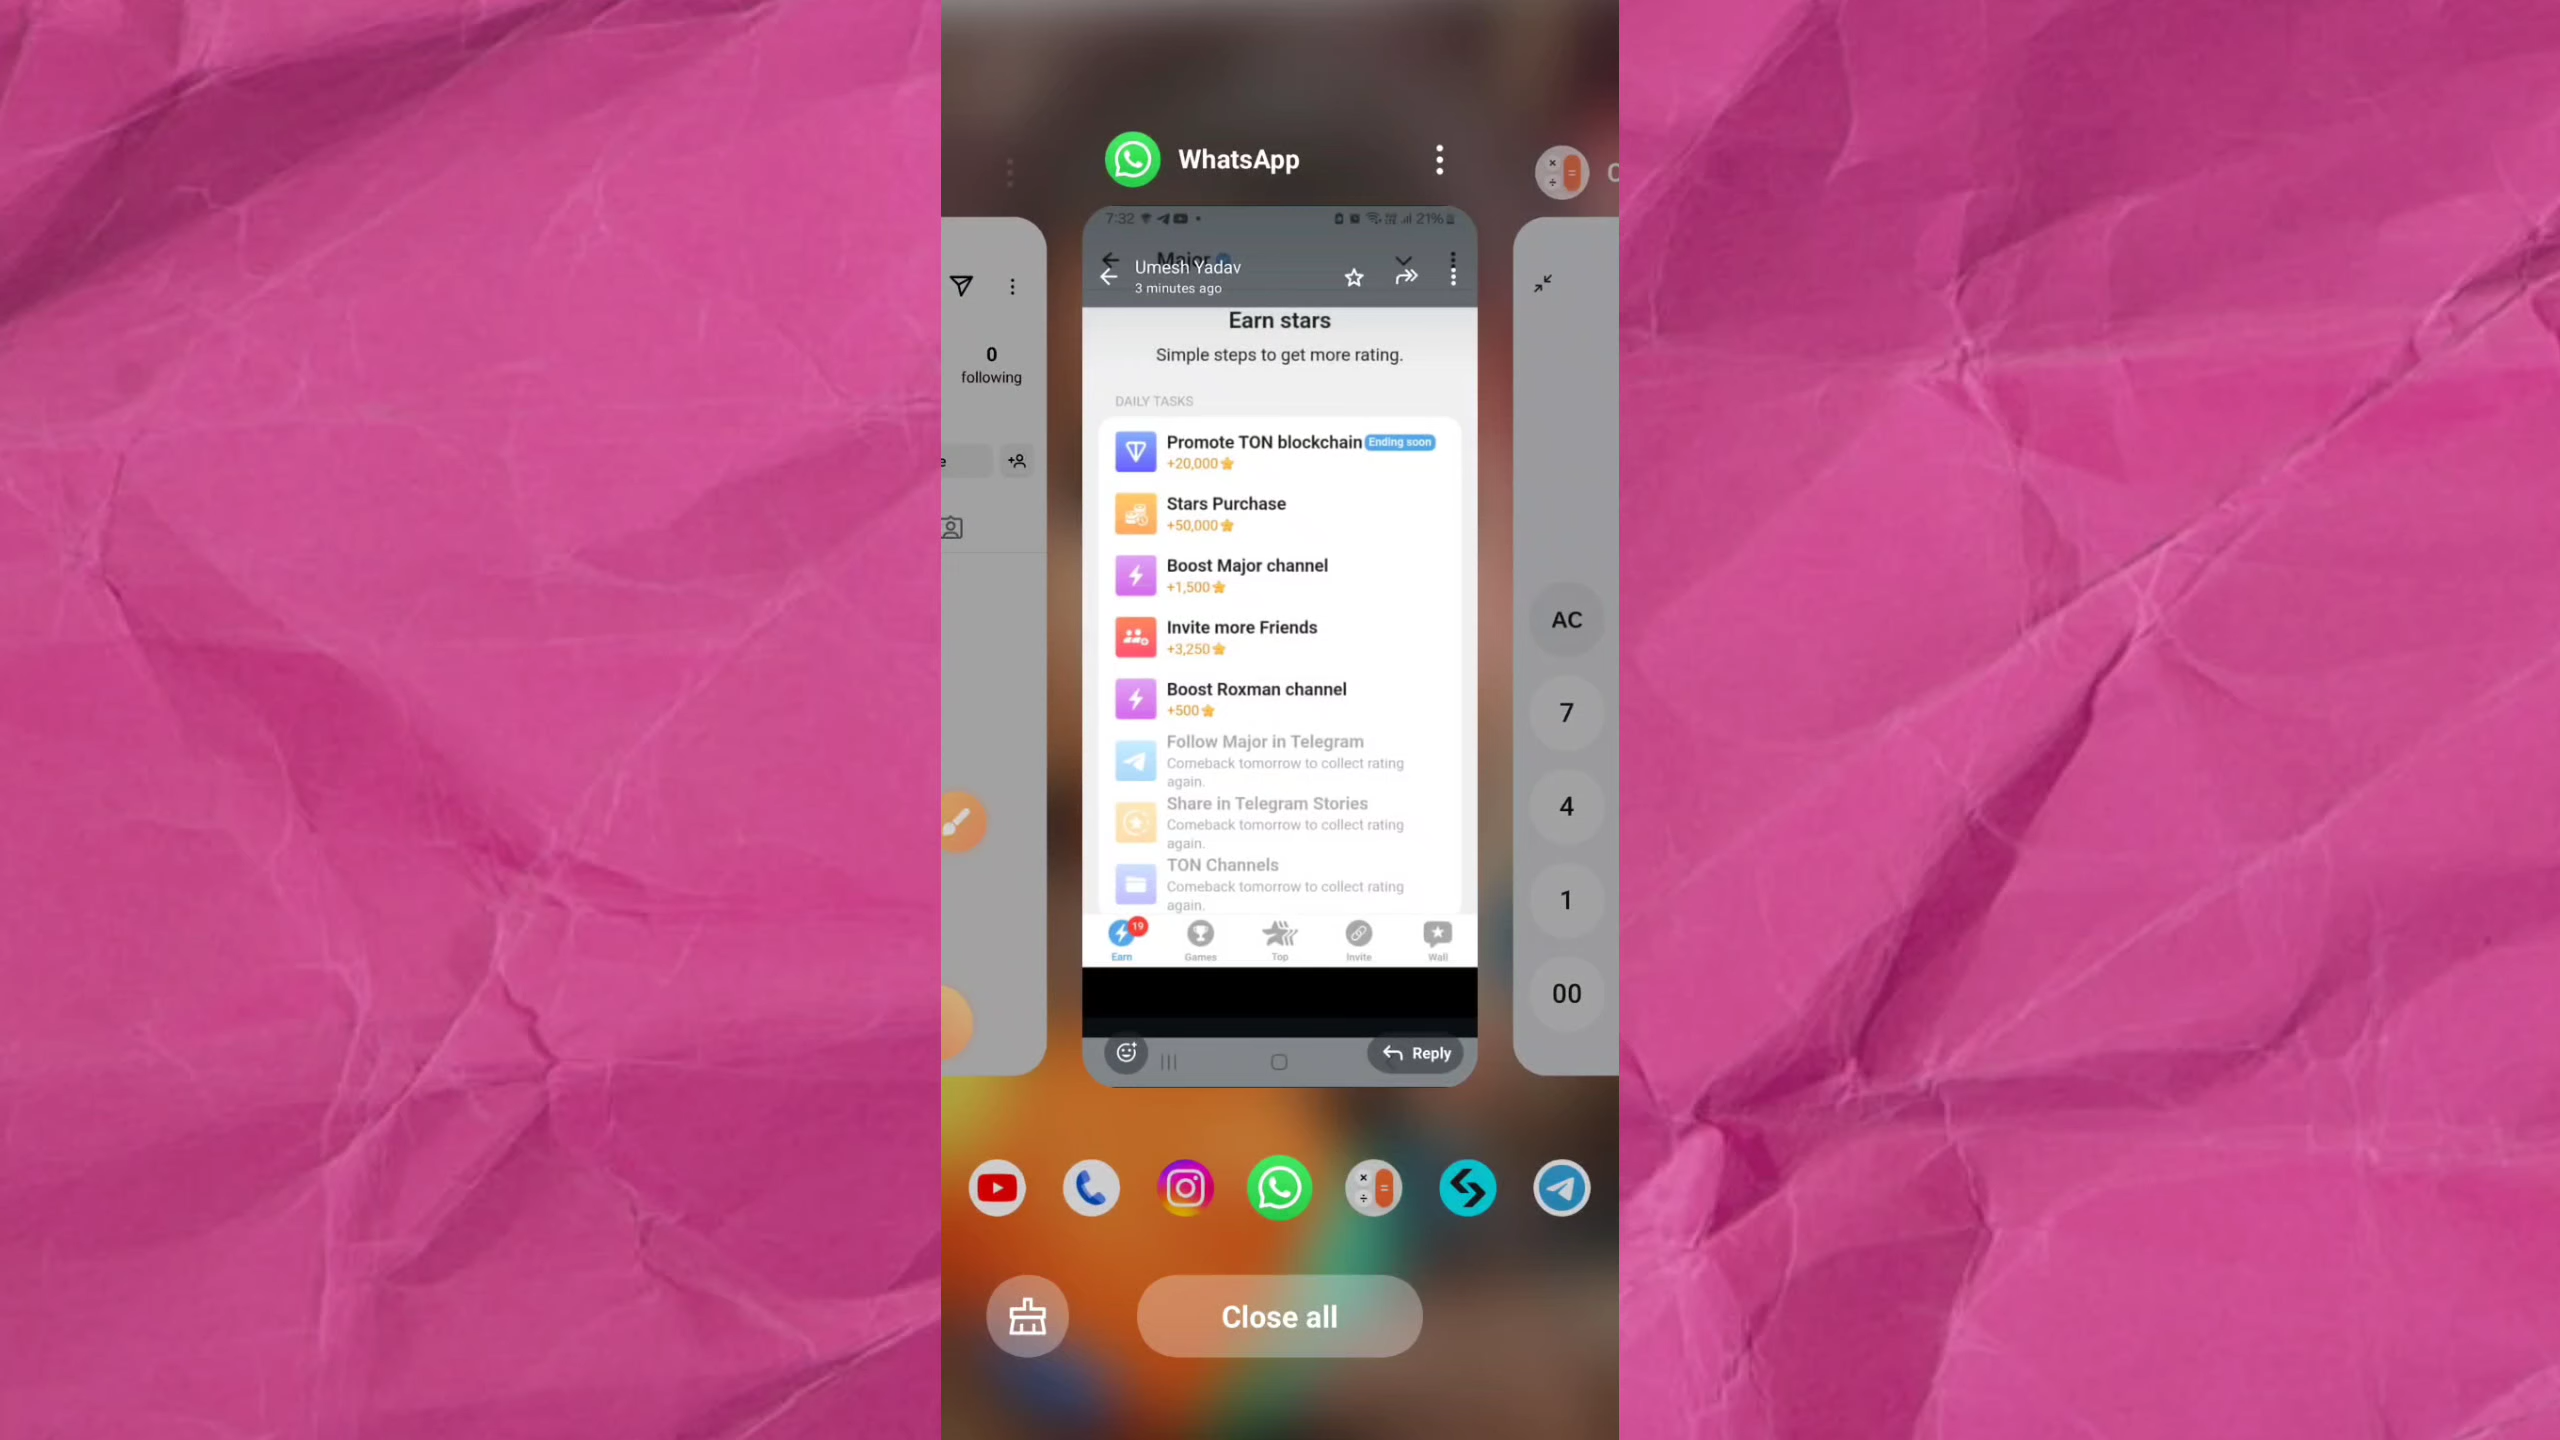 WhatsApp
7:32
21%
Major
Umesh Yadav
3 minutes ago
Earn stars
Simple steps to get more rating.
DAILY TASKS
Promote TON blockchain Ending soon
+20,000
Stars Purchase
+50,000
Boost Major channel
+1,500
Invite more Friends
+3,250
Boost Roxman channel
+500
Follow Major in Telegram
Comeback tomorrow to collect rating
again.
Share in Telegram Stories
Comeback tomorrow to collect rating
again.
TON Channels
Comeback tomorrow to collect rating
again.
19
Earn Games Top Invite Wall
Reply
0
following
AC
7
4
1
00
Close all